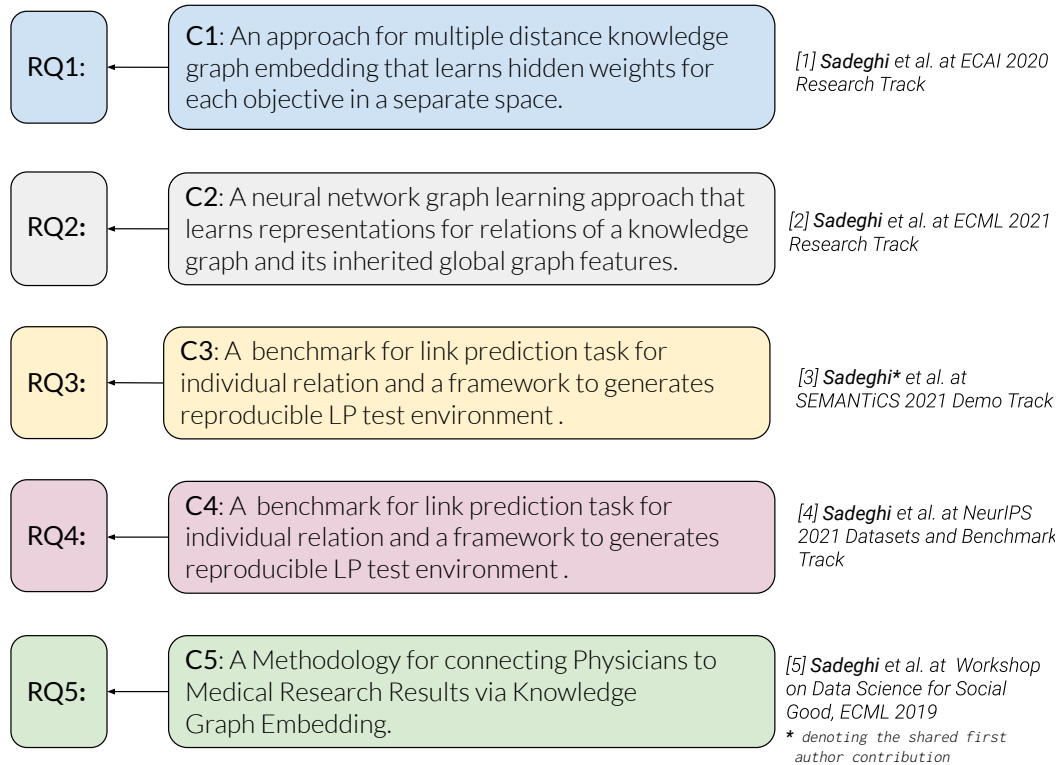 RQ1:
C1: An approach for multiple distance knowledge
graph embedding that learns hidden weights for
each objective in a separate space.
[1] Sadeghi et al. at ECAI 2020
Research Track
RQ2:
C2: A neural network graph learning approach that
learns representations for relations of a knowledge
graph and its inherited global graph features.
[2] Sadeghi et al. at ECML 2021
Research Track
RQ3:
C3: A benchmark for link prediction task for
individual relation and a framework to generates
reproducible LP test environment .
[3] Sadeghi* et al. at
SEMANTiCS 2021 Demo Track
RQ4:
C4: A benchmark for link prediction task for
individual relation and a framework to generates
reproducible LP test environment .
[4] Sadeghi et al. at NeurIPS
2021 Datasets and Benchmark
Track
RQ5:
C5: A Methodology for connecting Physicians to
Medical Research Results via Knowledge
Graph Embedding.
[5] Sadeghi et al. at Workshop
on Data Science for Social
Good, ECML 2019
* denoting the shared first
author contribution